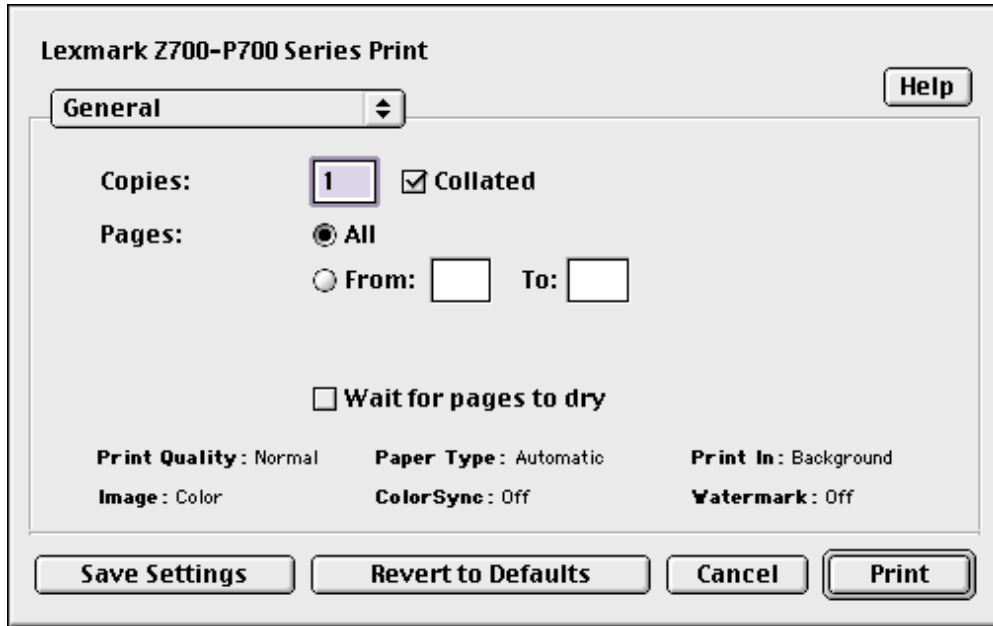 Lexmark Z700-P700 Series Print
Help
General
Copies: 1 Collated
Pages: All
From: To:
Wait for pages to dry
Print Quality: Normal Paper Type: Automatic Print In: Background
Image: Color ColorSync: Off Watermark: Off
Save Settings Revert to Defaults Cancel Print